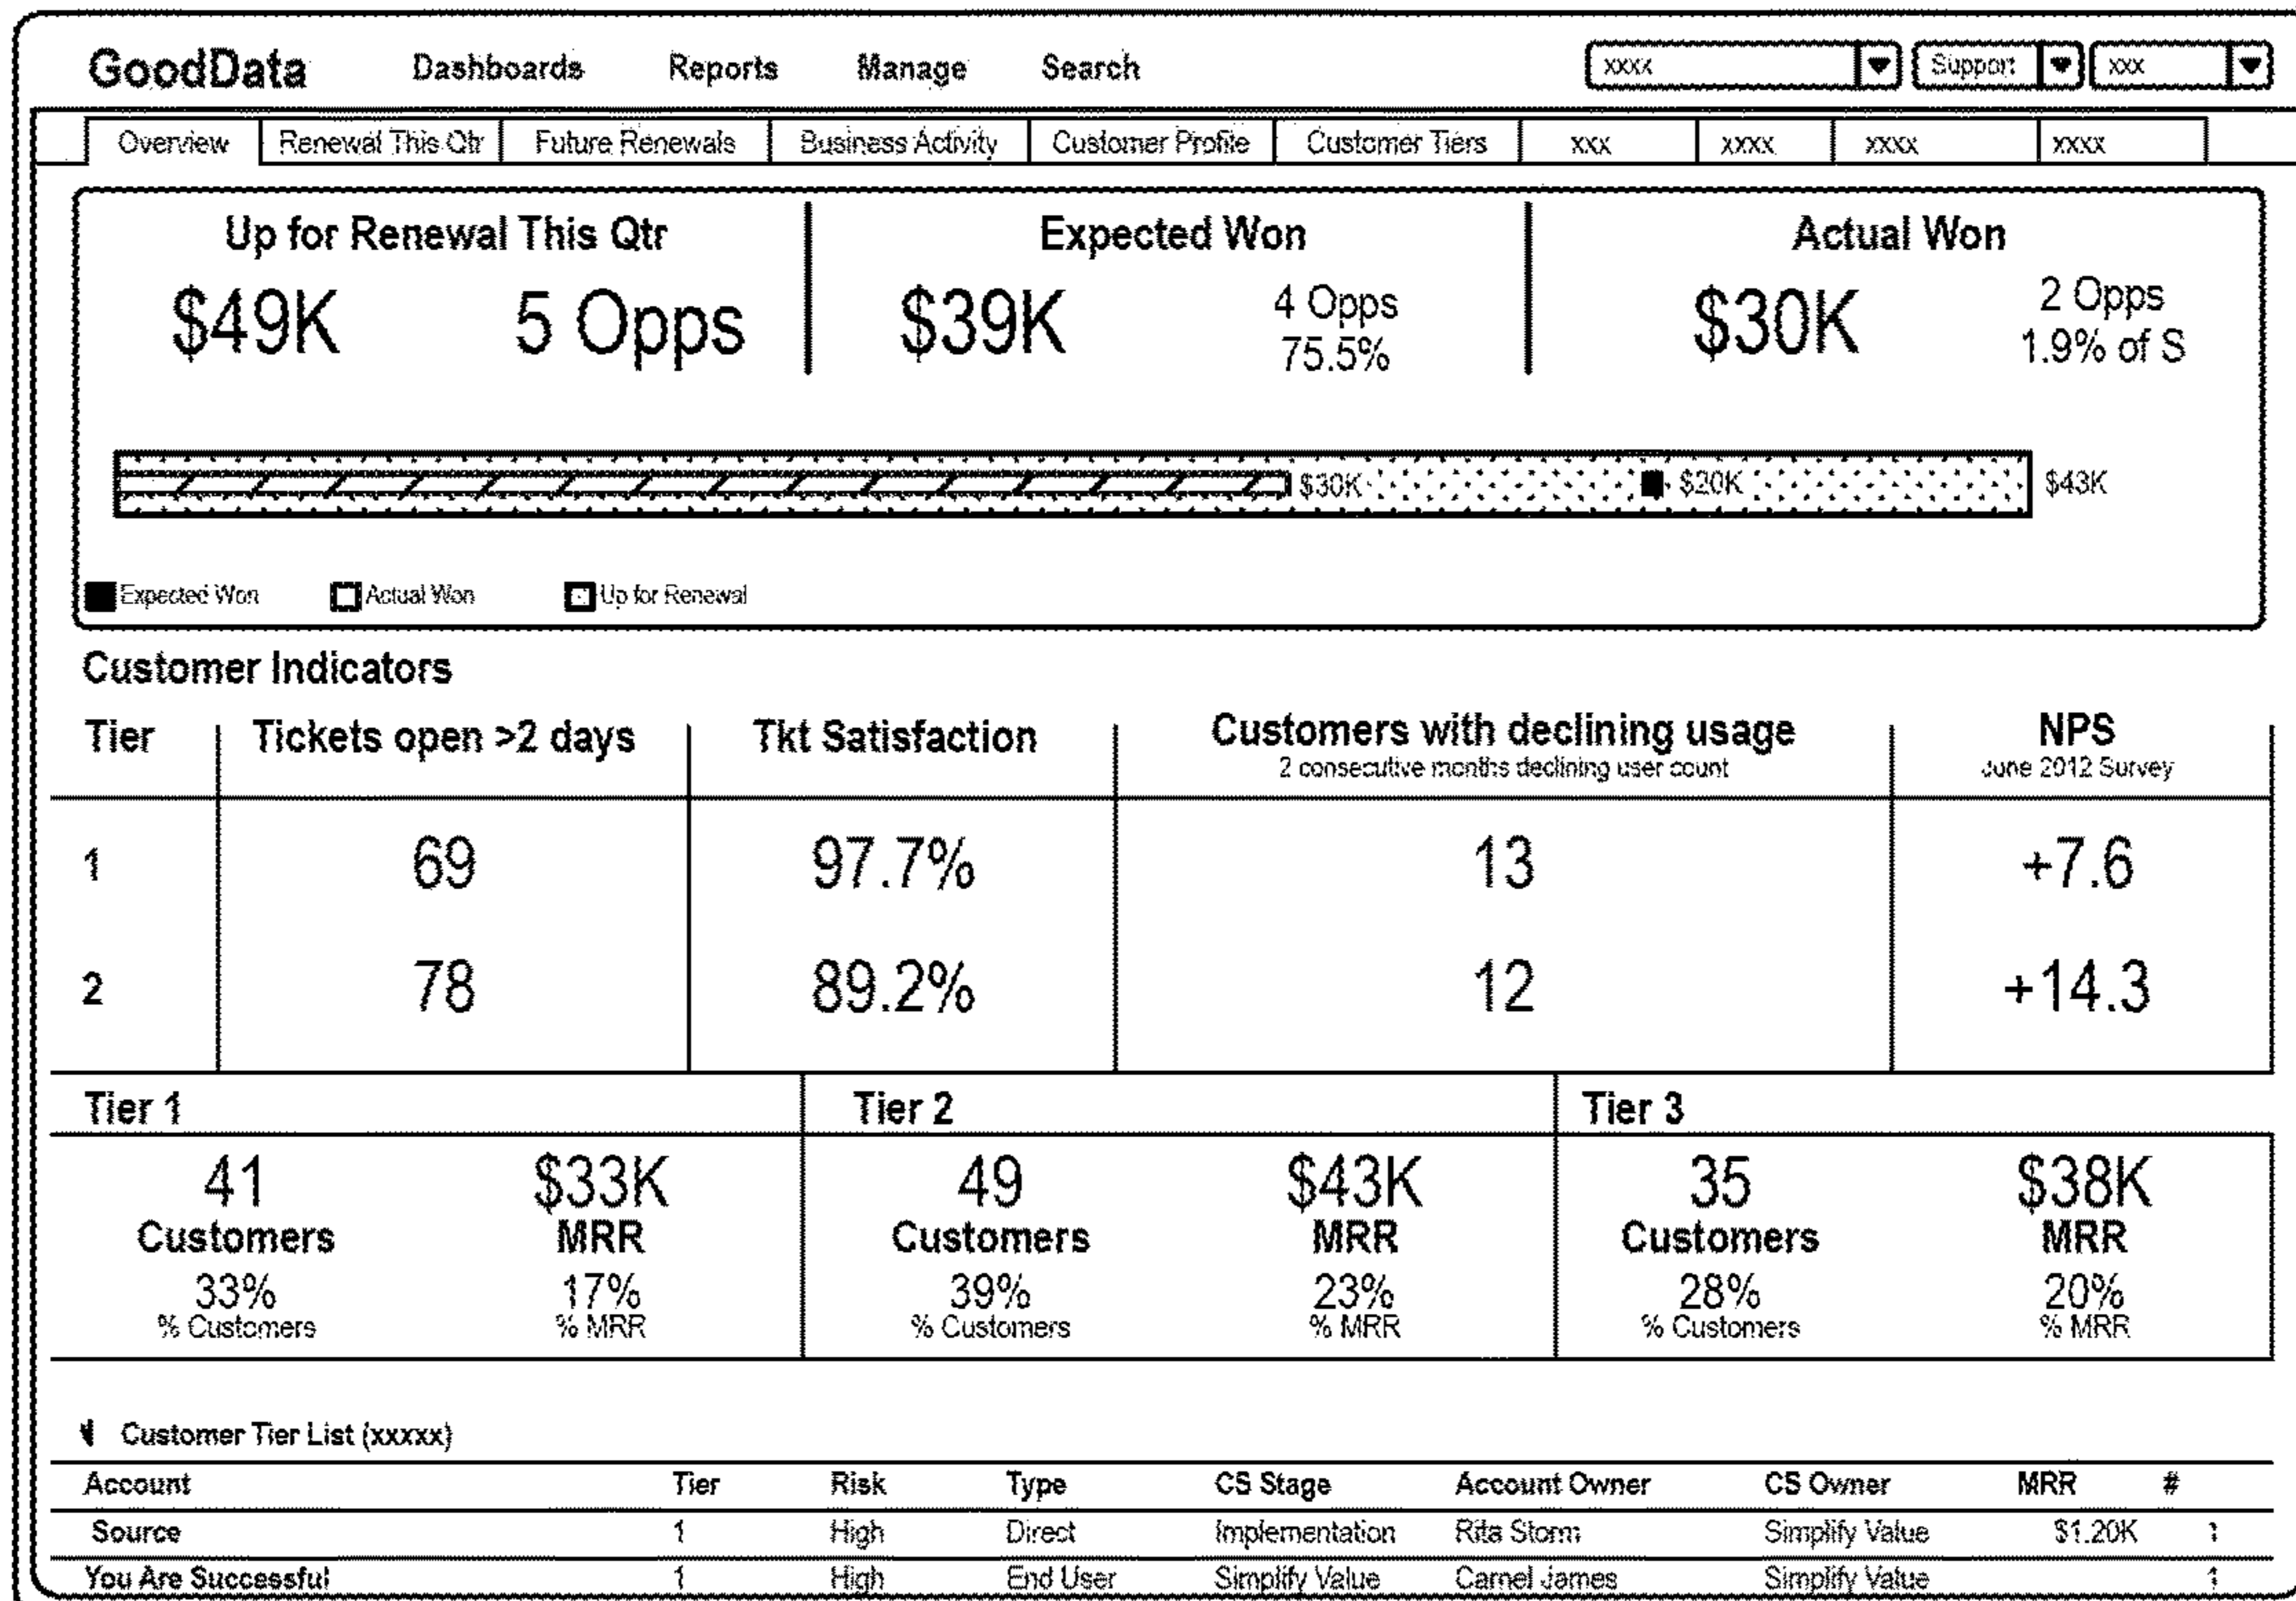 GoodData Dashboards Reports Manage Search xxxx Support xxx
Overview Renewal This Qtr Future Renewals Business Activity Customer Profile Customer Tiers xxx xxxx xxxx xxxx
Up for Renewal This Qtr Expected Won Actual Won
$49K 5 Opps $39K 4 Opps $30K 2 Opps
75.5% 1.9% of S
$30K $20K $43K
Expected Won Actual Won Up for Renewal
Customer Indicators
Tier Tickets open >2 days Tkt Satisfaction Customers with declining usage NPS
2 consecutive months declining user count June 2012 Survey
1 69 97.7% 13 +7.6
2 78 89.2% 12 +14.3
Tier 1 Tier 2 Tier 3
41 $33K 49 $43K 35 $38K
Customers MRR Customers MRR Customers MRR
33% 17% 39% 23% 28% 20%
% Customers % MRR % Customers % MRR % Customers % MRR
Customer Tier List (xxxxx)
Account Tier Risk Type CS Stage Account Owner CS Owner MRR #
Source 1 High Direct Implementation Rita Storm Simplify Value $1.20K 1
You Are Successful 1 High End User Simplify Value Camel James Simplify Value 1